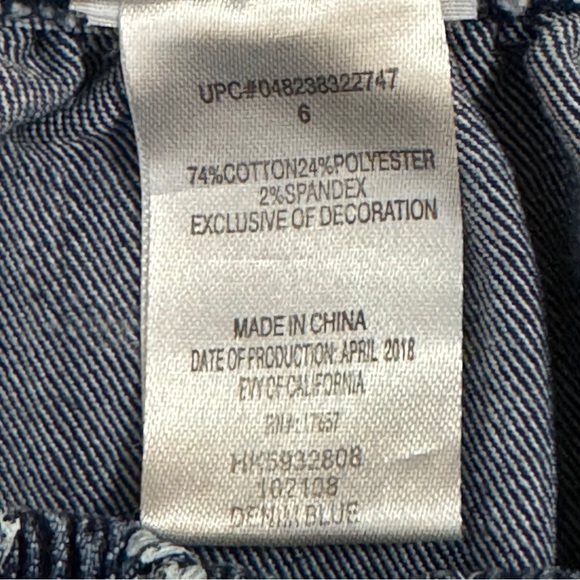 UPC#048238322747
6
74%COTTON24%POLYESTER
2%SPANDEX
EXCLUSIVE OF DECORATION
MADE IN CHINA
DATE OF PRODUCTION: APRIL 2018
EVY OF CALIFORNIA
RN#: 17657
HK5932808
102108
DENIM BLUE